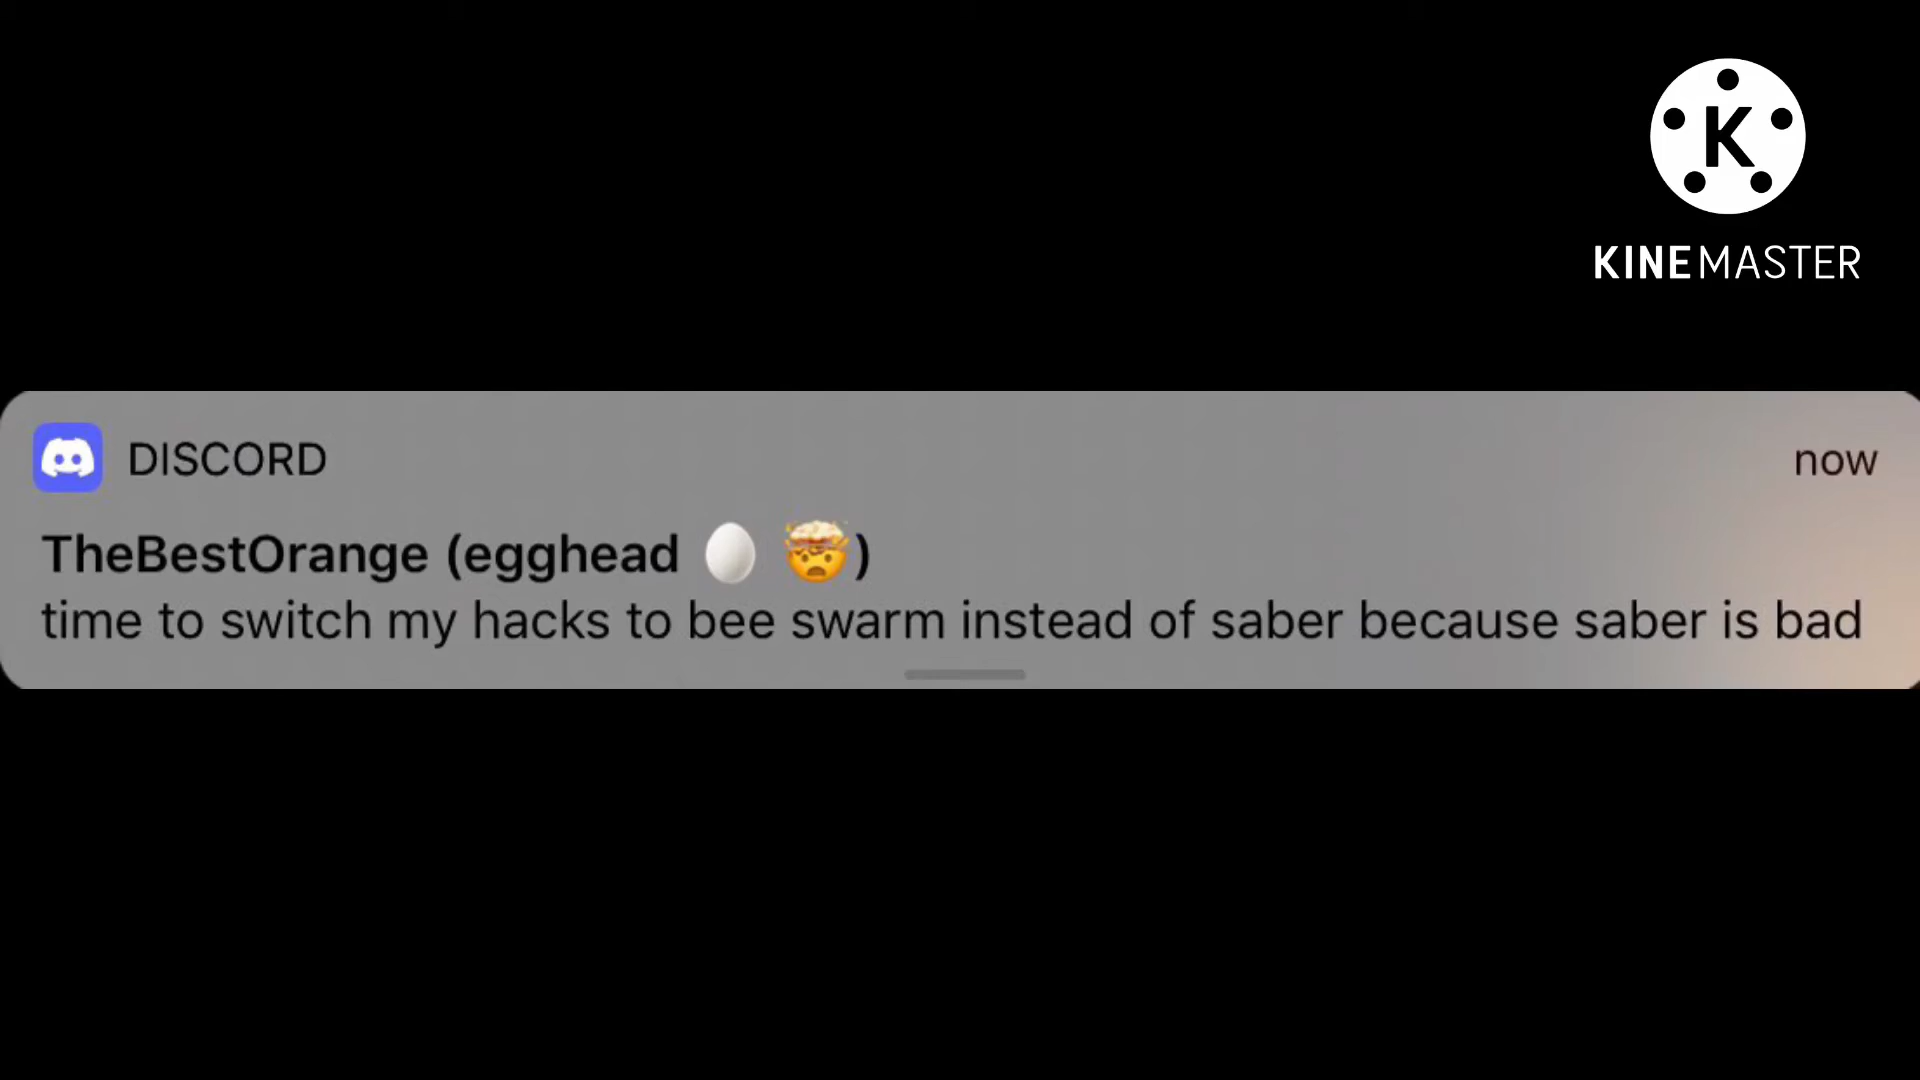 K
KINEMASTER
DISCORD
now
TheBestOrange (egghead 🥚 🤯)
time to switch my hacks to bee swarm instead of saber because saber is bad